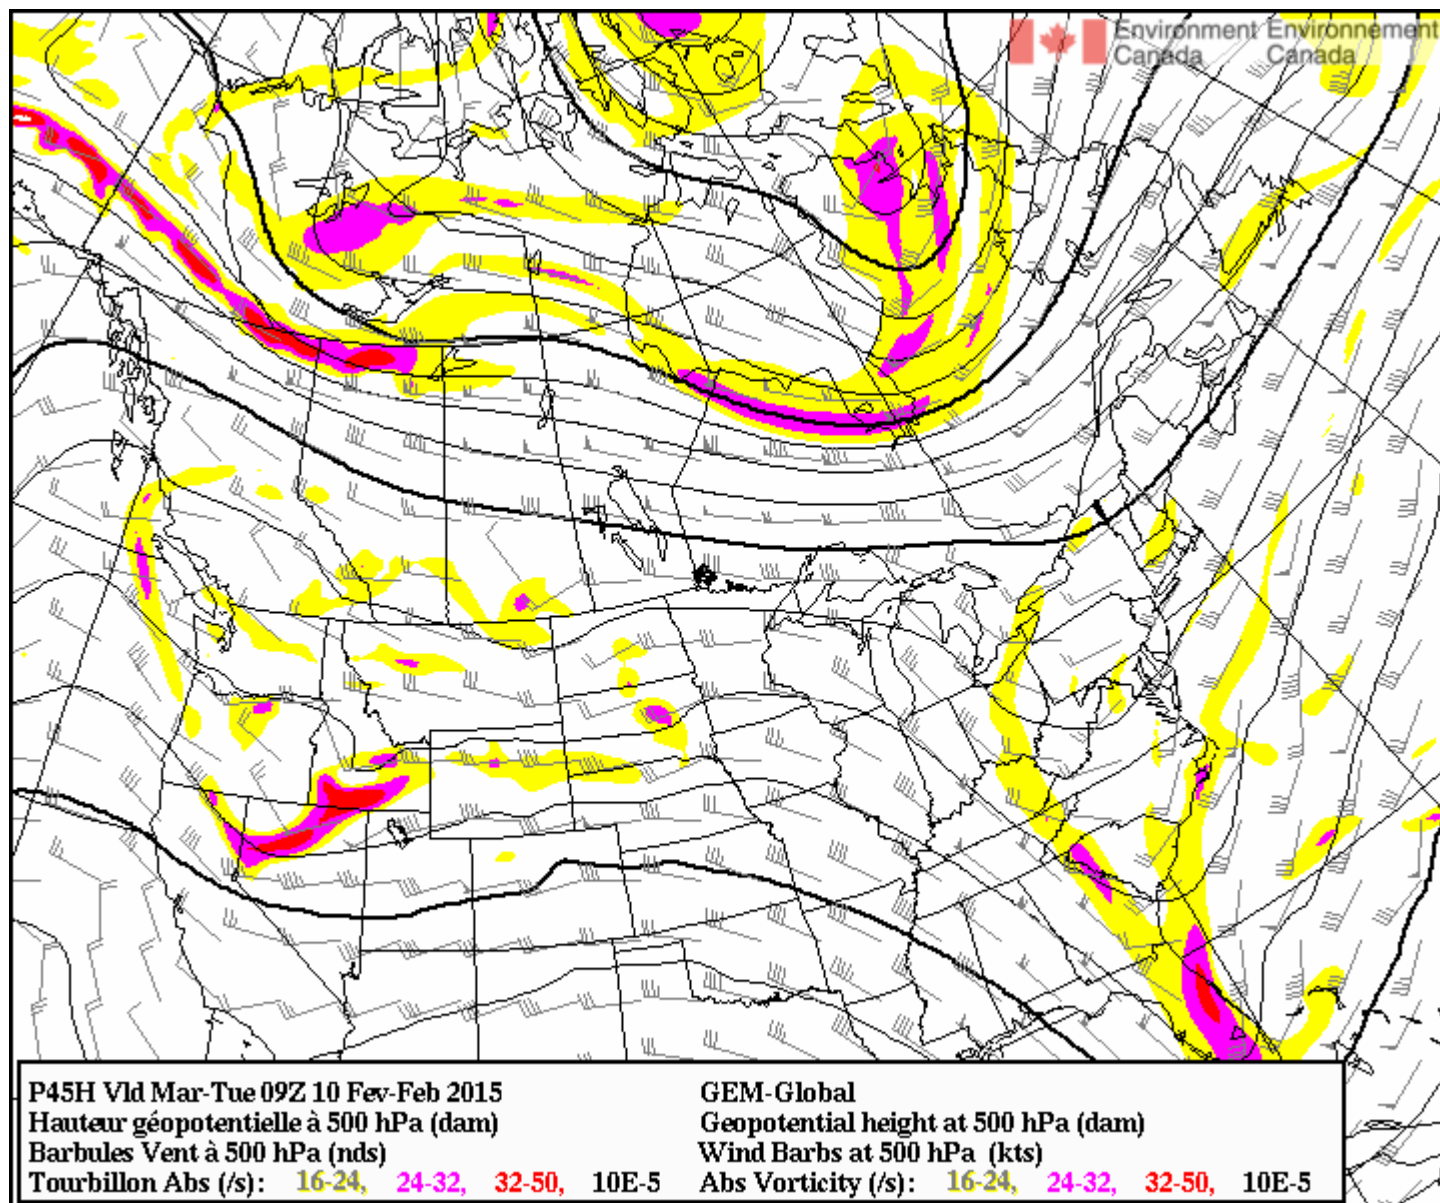 Environment Environnement
Canada Canada
P45H Vld Mar-Tue 09Z 10 Fev-Feb 2015 GEM-Global
Hauteur géopotentielle à 500 hPa (dam) Geopotential height at 500 hPa (dam)
Barbules Vent à 500 hPa (nds) Wind Barbs at 500 hPa (kts)
Tourbillon Abs (/s): 16-24, 24-32, 32-50, 10E-5 Abs Vorticity (/s): 16-24, 24-32, 32-50, 10E-5